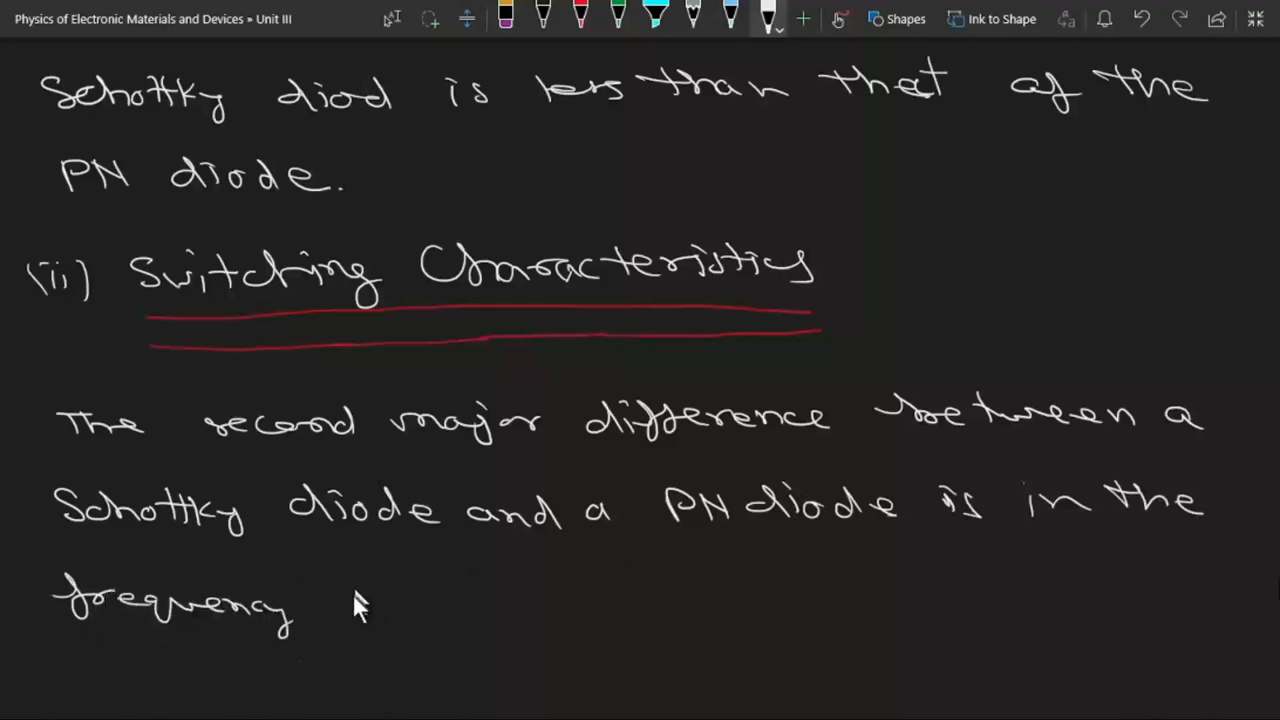 Physics of Electronic Materials and Devices » Unit III
Shapes
Ink to Shape
Schottky diod is less than that of the
PN diode.
(ii) Switching Characteristics
The second major difference between a
Schottky diode and a PN diode is in the
frequency